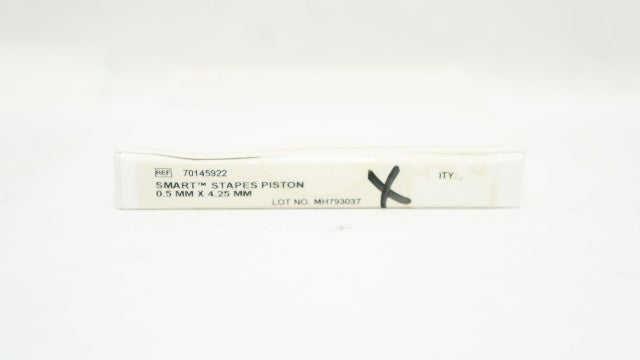 REF 70145922
SMART™ STAPES PISTON
0.5 MM X 4.25 MM
LOT NO. MH793037
X